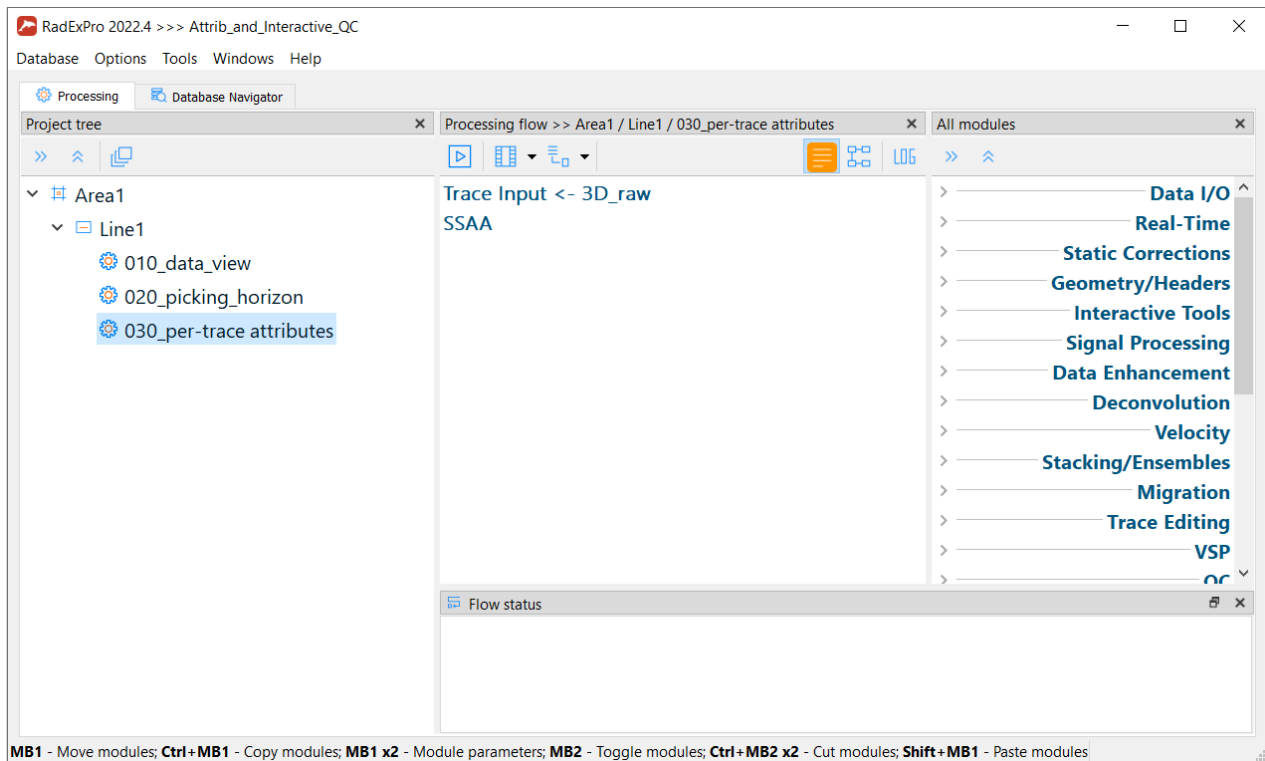 RadExPro 2022.4 >>> Attrib_and_Interactive_QC
Database Options Tools Windows Help
Processing Database Navigator
Project tree
Area1
Line1
010_data_view
020_picking_horizon
030_per-trace attributes
Processing flow >> Area1 / Line1 / 030_per-trace attributes
LOG
Trace Input <- 3D_raw
SSAA
All modules
Data I/O
Real-Time
Static Corrections
Geometry/Headers
Interactive Tools
Signal Processing
Data Enhancement
Deconvolution
Velocity
Stacking/Ensembles
Migration
Trace Editing
VSP
QC
Flow status
MB1 - Move modules; Ctrl+MB1 - Copy modules; MB1 x2 - Module parameters; MB2 - Toggle modules; Ctrl+MB2 x2 - Cut modules; Shift+MB1 - Paste modules